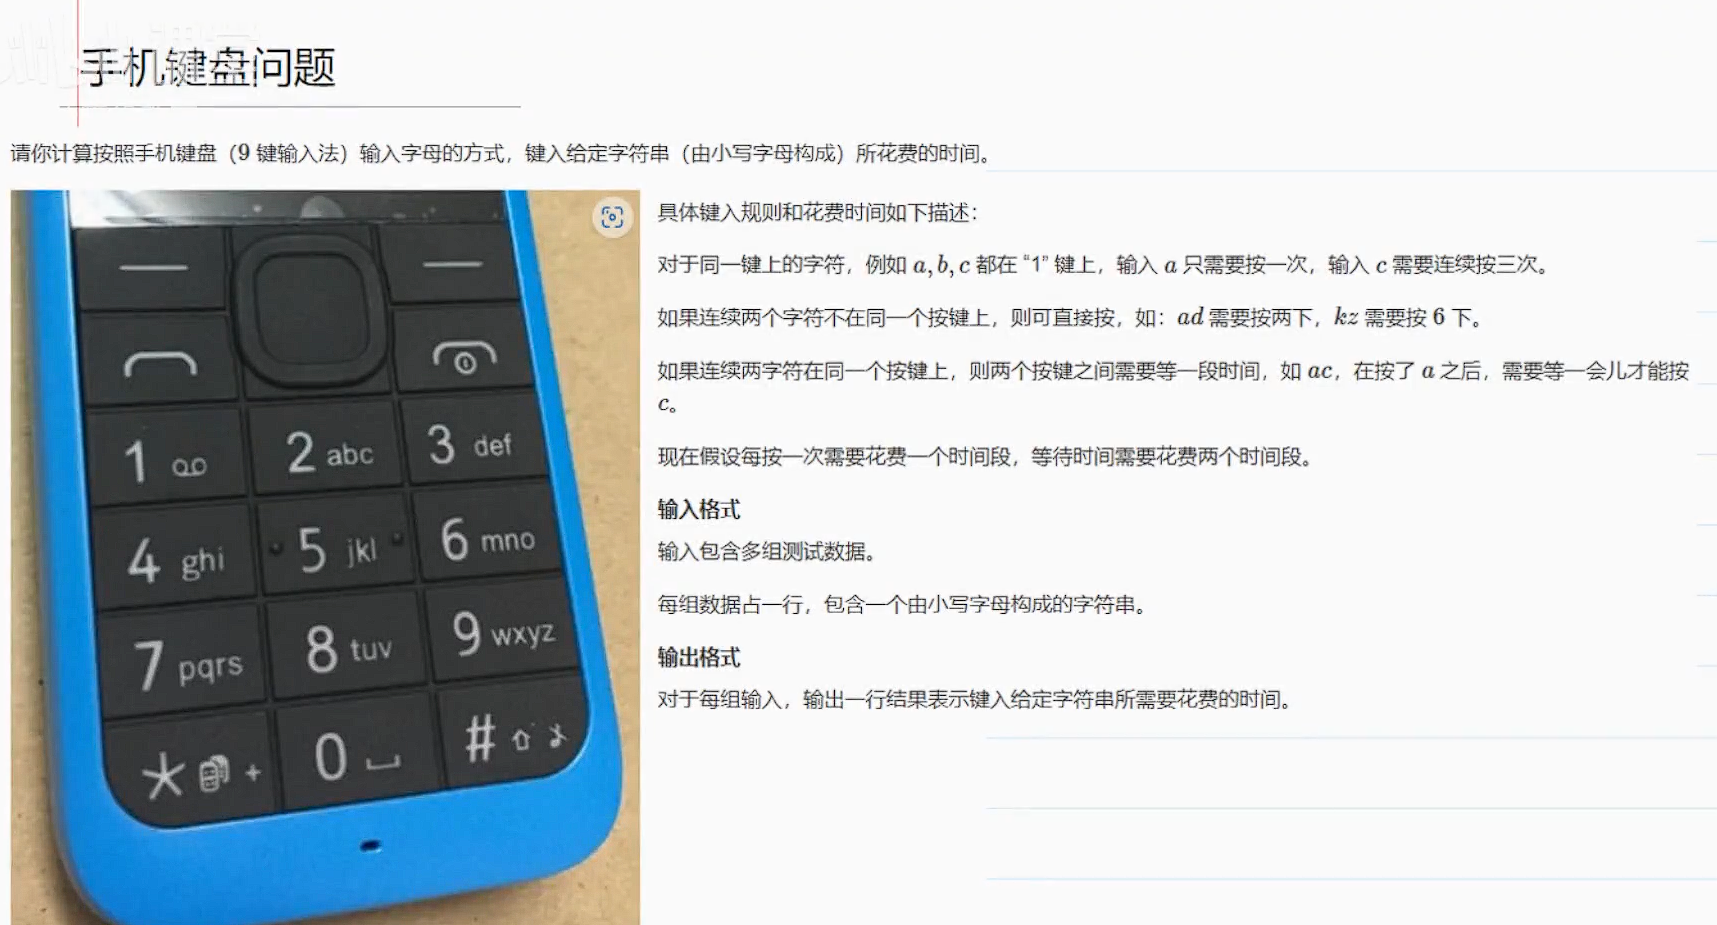 手机键盘问题
请你计算按照手机键盘（9 键输入法）输入字母的方式，键入给定字符串（由小写字母构成）所花费的时间。
具体键入规则和花费时间如下描述：
对于同一键上的字符，例如 a, b, c 都在 “1” 键上，输入 a 只需要按一次，输入 c 需要连续按三次。
如果连续两个字符不在同一个按键上，则可直接按，如：ad 需要按两下，kz 需要按 6 下。
如果连续两字符在同一个按键上，则两个按键之间需要等一段时间，如 ac，在按了 a 之后，需要等一会儿才能按
c。
现在假设每按一次需要花费一个时间段，等待时间需要花费两个时间段。
输入格式
输入包含多组测试数据。
每组数据占一行，包含一个由小写字母构成的字符串。
输出格式
对于每组输入，输出一行结果表示键入给定字符串所需要花费的时间。
1 2 abc 3 def
4 ghi 5 jkl 6 mno
7 pqrs 8 tuv 9 wxyz
* + 0 #